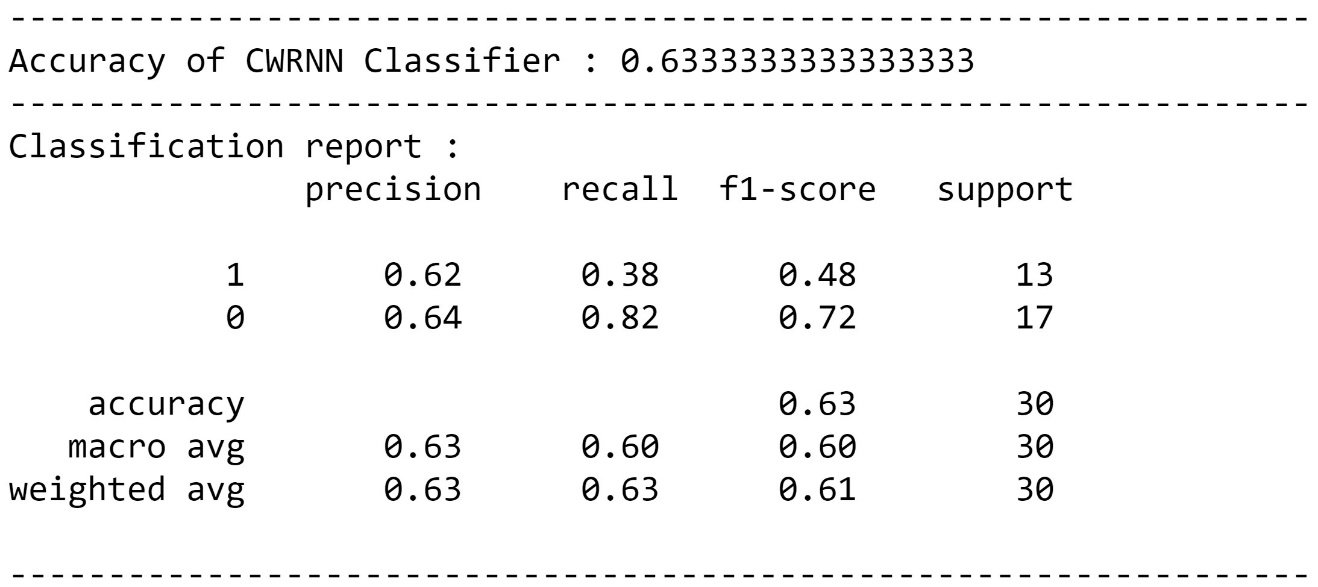 ------------------------------------------------------------------
Accuracy of CWRNN Classifier : 0.6333333333333333
------------------------------------------------------------------
Classification report :
              precision    recall  f1-score   support

           1       0.62      0.38      0.48        13
           0       0.64      0.82      0.72        17

    accuracy                           0.63        30
   macro avg       0.63      0.60      0.60        30
weighted avg       0.63      0.63      0.61        30

------------------------------------------------------------------